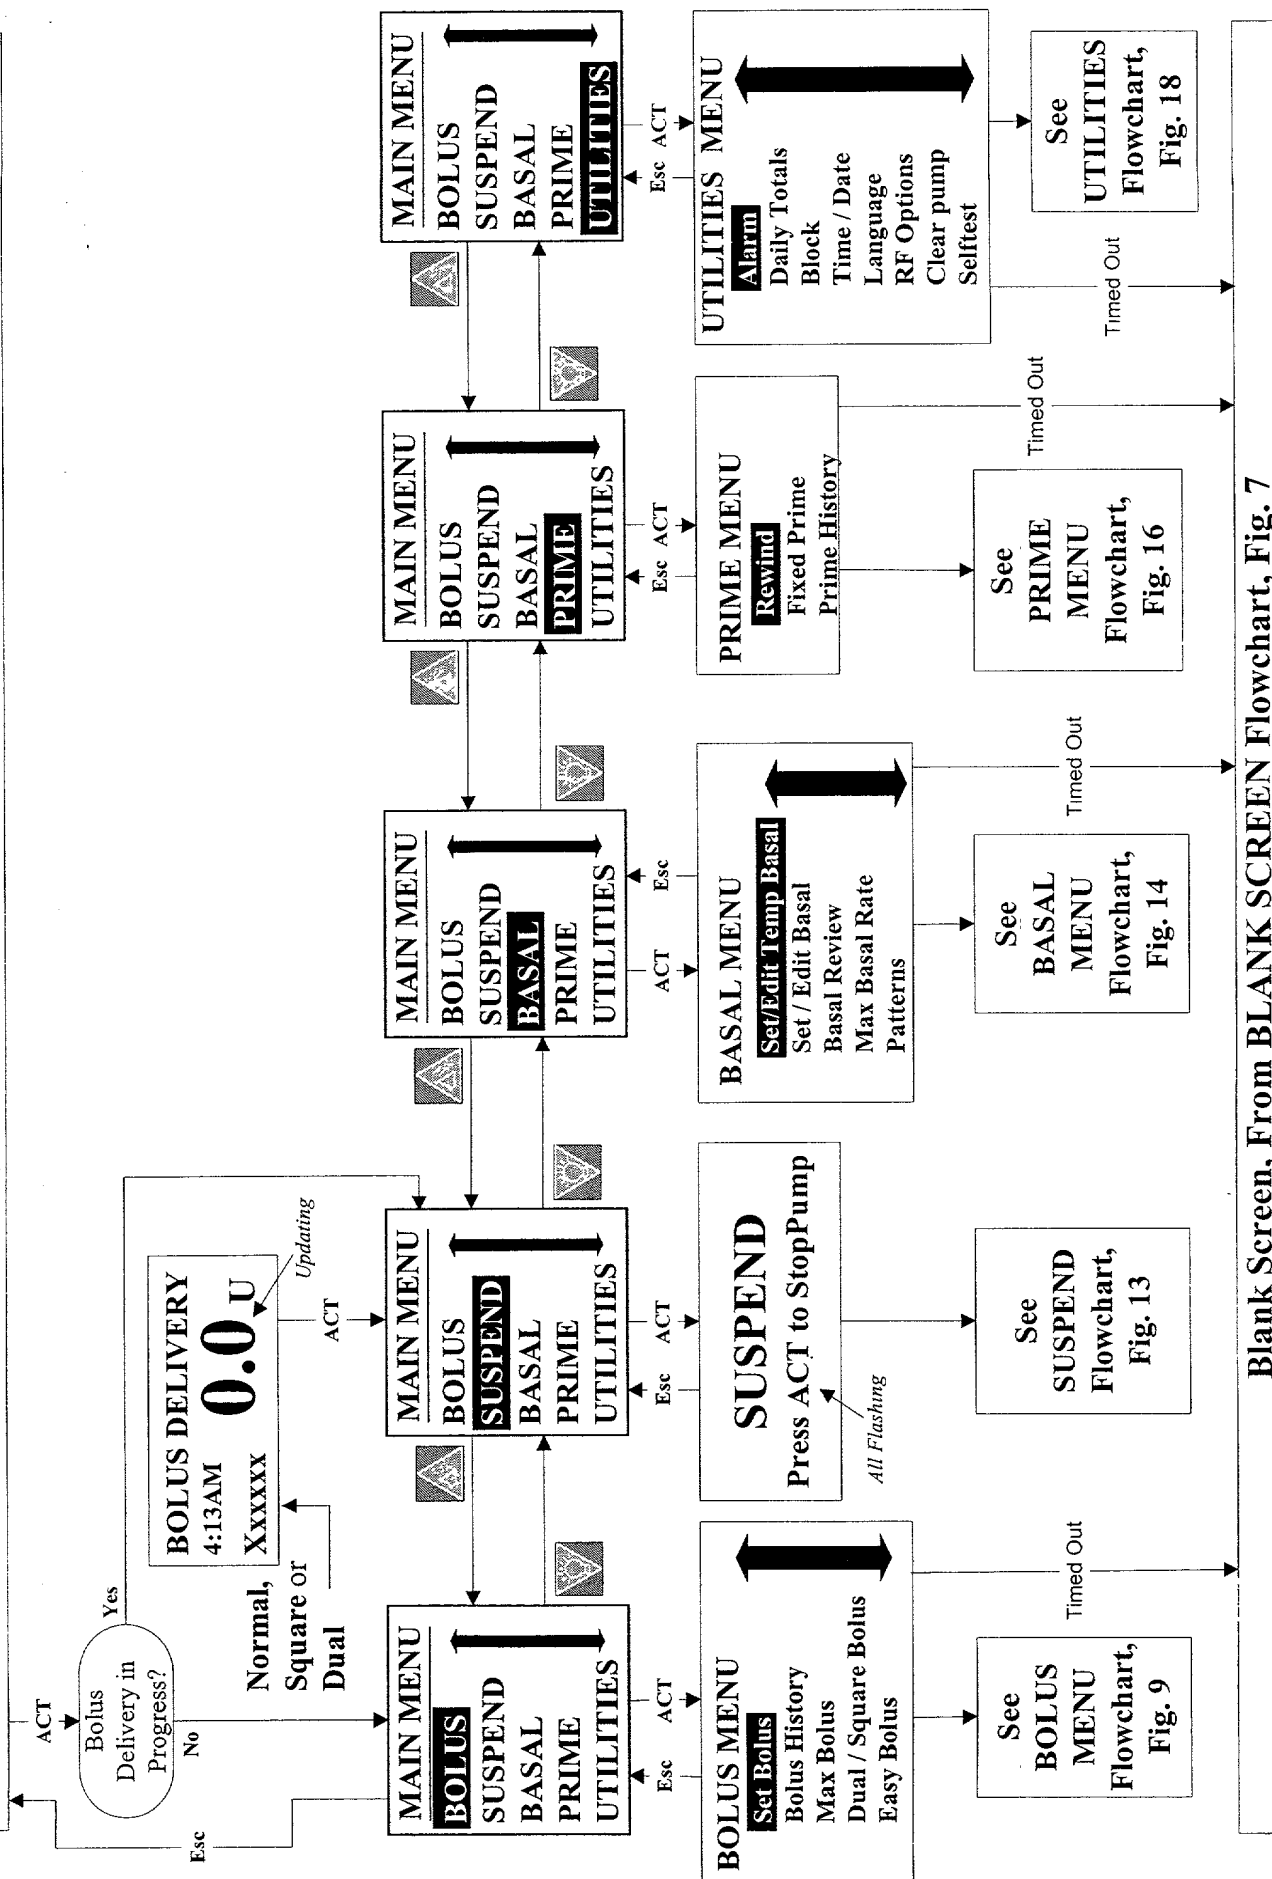 ACT
Bolus
Delivery in
Progress?
Yes
No
Esc
BOLUS DELIVERY
4:13AM
0.0 U
Xxxxxx
Updating
Normal,
Square or
Dual
ACT
MAIN MENU
BOLUS
SUSPEND
BASAL
PRIME
UTILITIES
MAIN MENU
BOLUS
SUSPEND
BASAL
PRIME
UTILITIES
MAIN MENU
BOLUS
SUSPEND
BASAL
PRIME
UTILITIES
MAIN MENU
BOLUS
SUSPEND
BASAL
PRIME
UTILITIES
MAIN MENU
BOLUS
SUSPEND
BASAL
PRIME
UTILITIES
Esc
ACT
Esc
ACT
ACT
Esc
Esc
ACT
Esc
ACT
BOLUS MENU
Set Bolus
Bolus History
Max Bolus
Dual / Square Bolus
Easy Bolus
SUSPEND
Press ACT to StopPump
All Flashing
BASAL MENU
Set/Edit Temp Basal
Set / Edit Basal
Basal Review
Max Basal Rate
Patterns
PRIME MENU
Rewind
Fixed Prime
Prime History
UTILITIES MENU
Alarm
Daily Totals
Block
Time / Date
Language
RF Options
Clear pump
Selftest
See
BOLUS
MENU
Flowchart,
Fig. 9
Timed Out
See
SUSPEND
Flowchart,
Fig. 13
See
BASAL
MENU
Flowchart,
Fig. 14
Timed Out
See
PRIME
MENU
Flowchart,
Fig. 16
Timed Out
Timed Out
See
UTILITIES
Flowchart,
Fig. 18
Blank Screen, From BLANK SCREEN Flowchart, Fig. 7